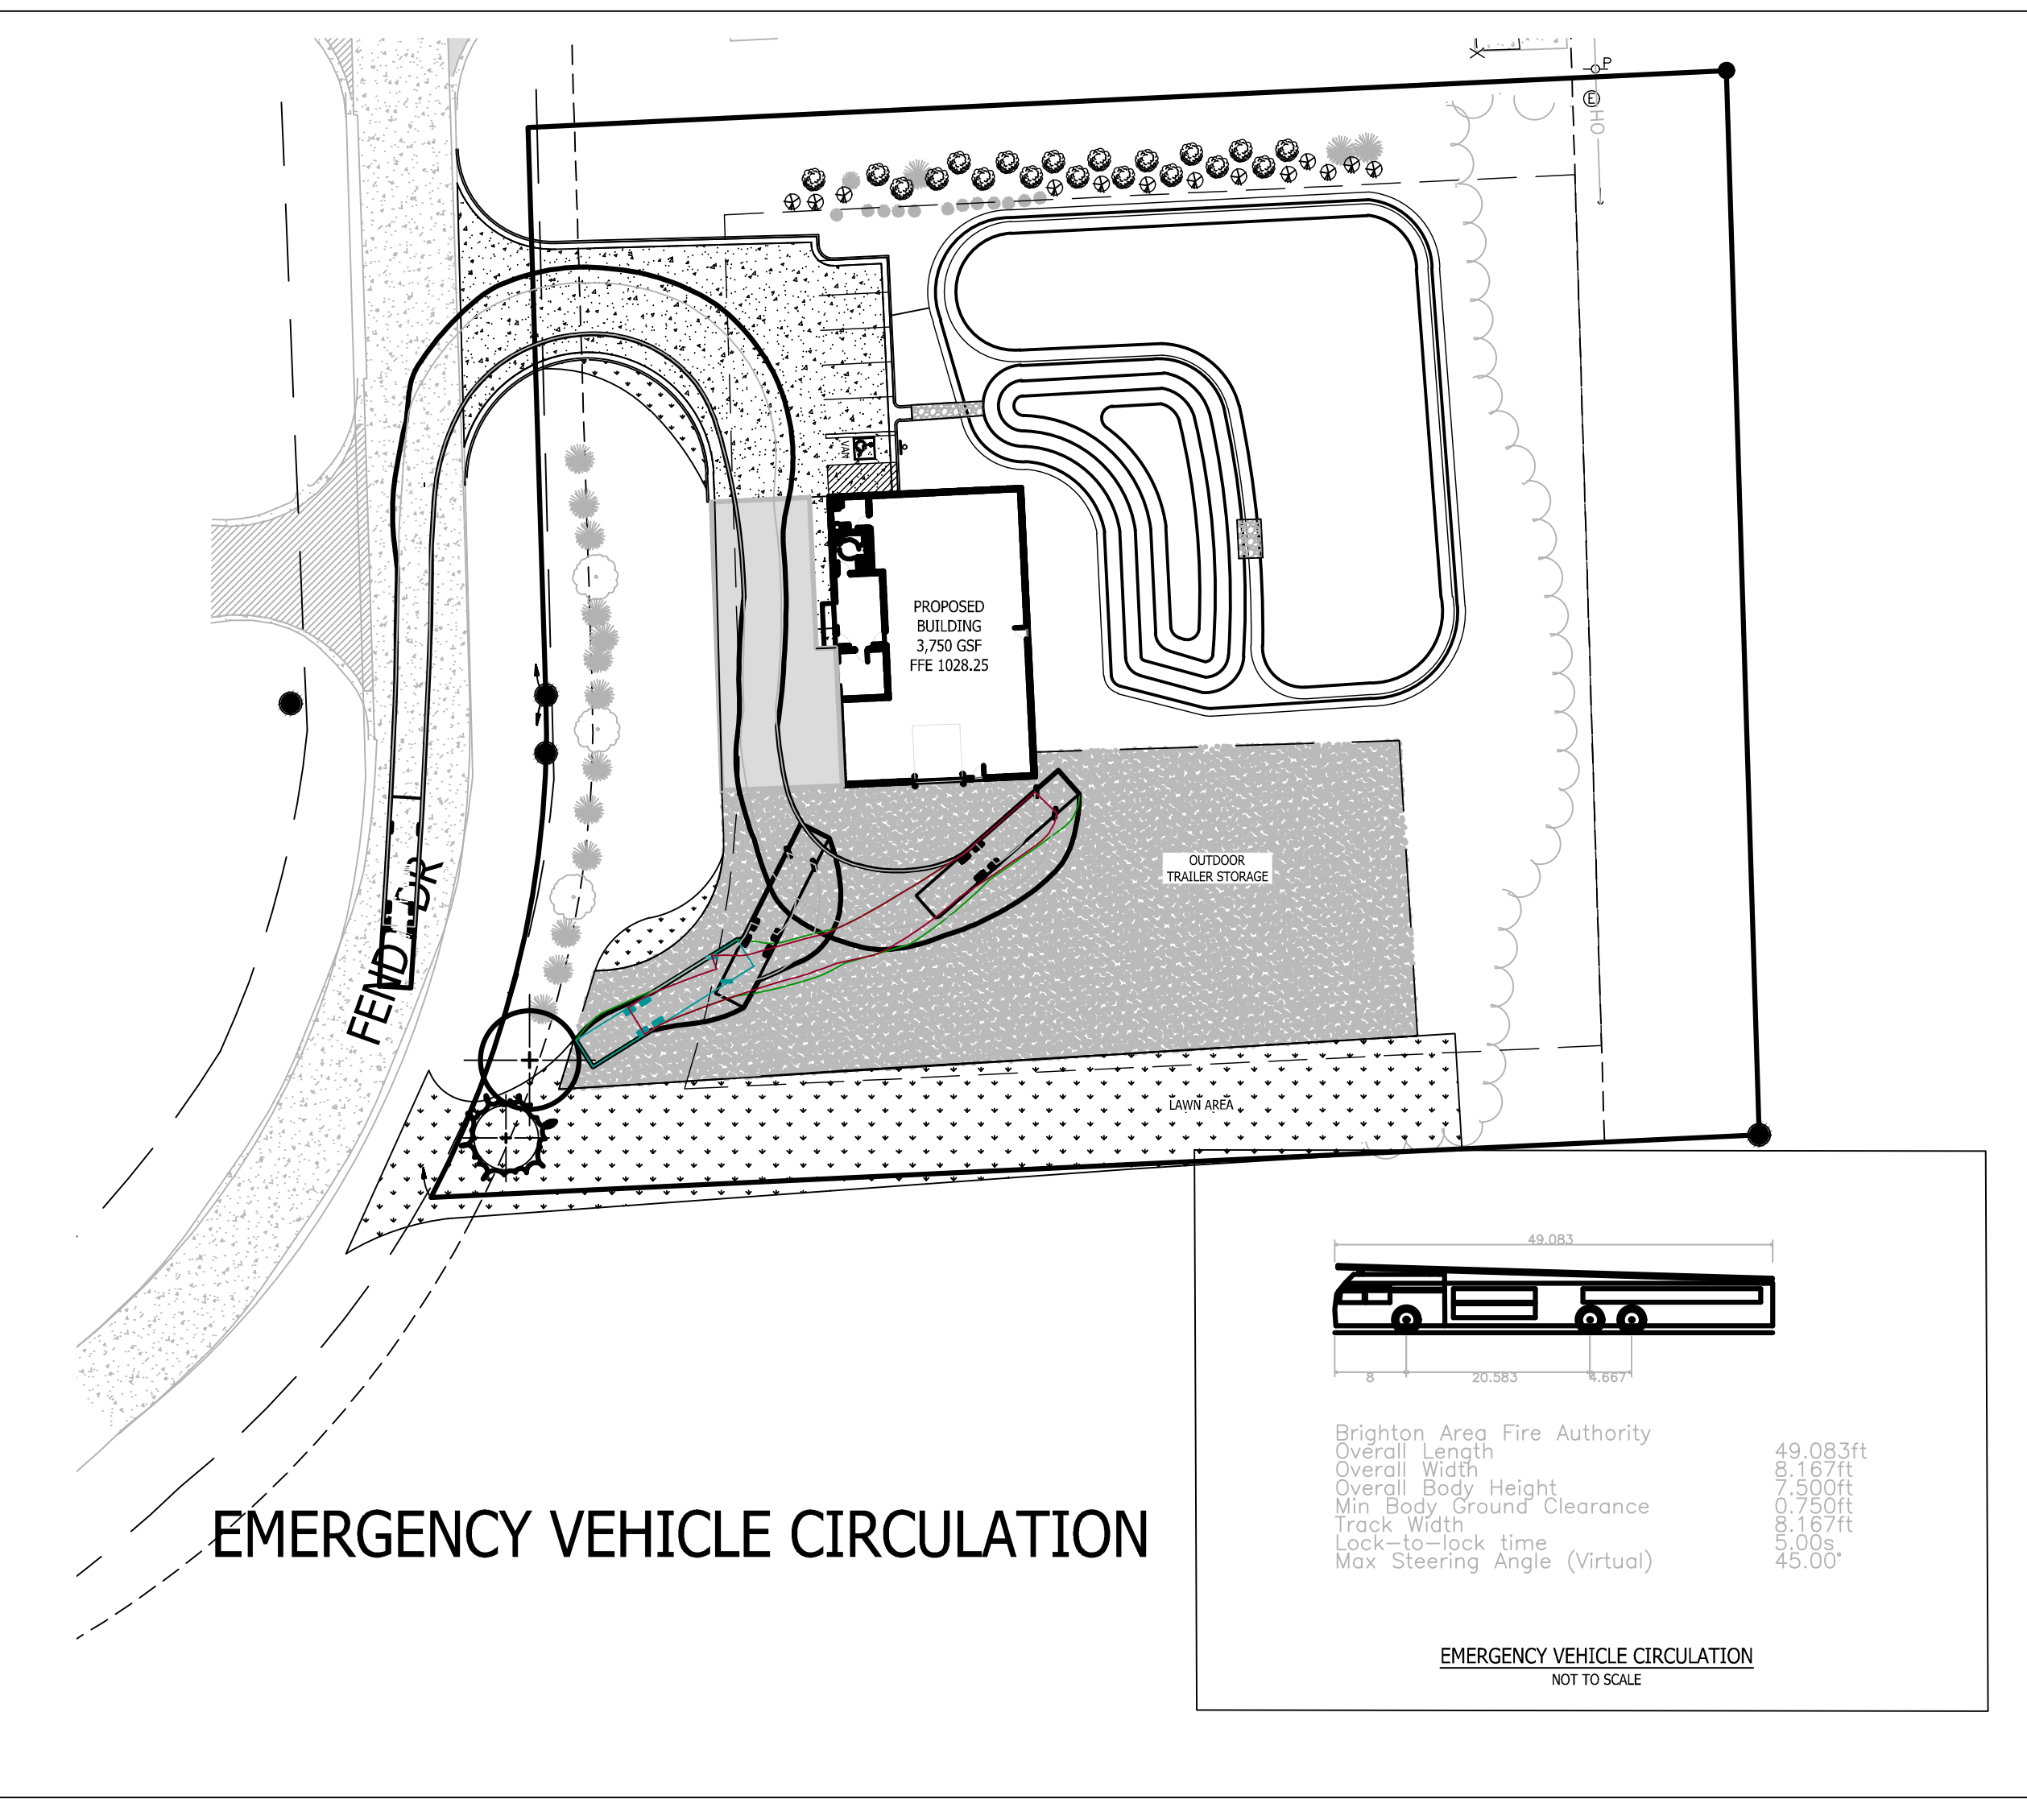 P
E
OH
VAN
PROPOSED
BUILDING
3,750 GSF
FFE 1028.25
OUTDOOR
TRAILER STORAGE
FENDT DR
LAWN AREA
49.083
8
20.583
4.667
Brighton Area Fire Authority
Overall Length 49.083ft
Overall Width 8.167ft
Overall Body Height 7.500ft
Min Body Ground Clearance 0.750ft
Track Width 8.167ft
Lock-to-lock time 5.00s
Max Steering Angle (Virtual) 45.00°
EMERGENCY VEHICLE CIRCULATION
EMERGENCY VEHICLE CIRCULATION
NOT TO SCALE